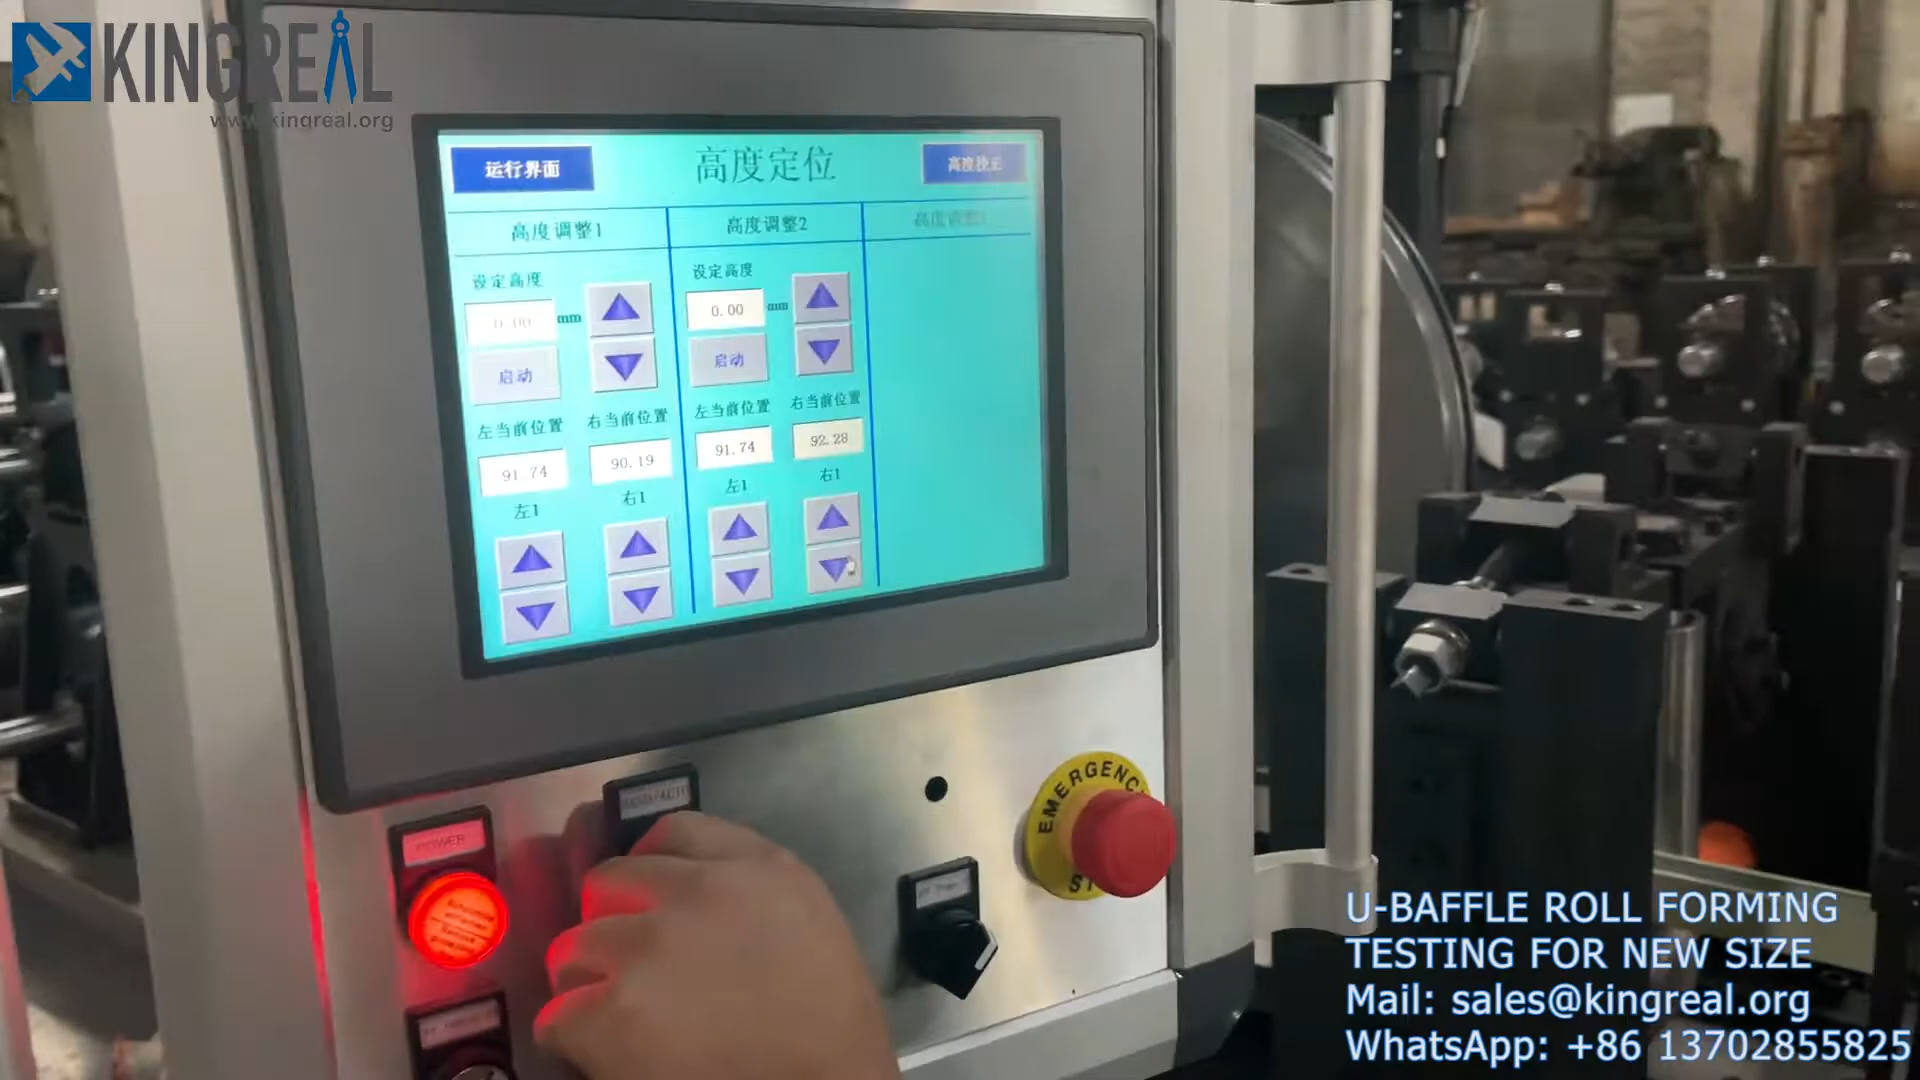 KINGREAL
www.kingreal.org
运行界面
高度定位
高度校正
高度调整1
高度调整2
设定高度
0.00 mm
启动
左当前位置
右当前位置
91.74
90.19
左1
右1
设定高度
0.00 mm
启动
左当前位置
右当前位置
91.74
92.28
左1
右1
POWER
EMERGENCY
U-BAFFLE ROLL FORMING
TESTING FOR NEW SIZE
Mail: sales@kingreal.org
WhatsApp: +86 13702855825